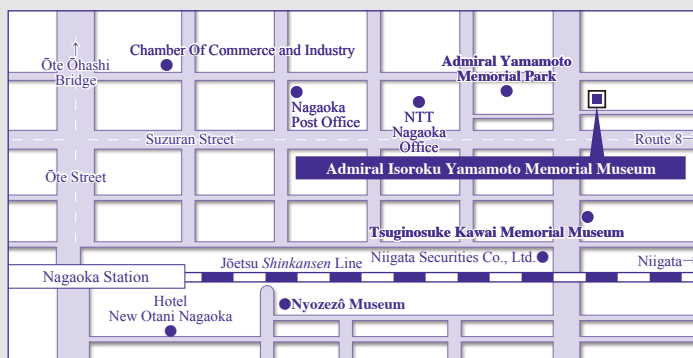 Chamber Of Commerce and Industry
↑
Ōte Ōhashi
Bridge
Admiral Yamamoto
Memorial Park
Nagaoka
Post Office
NTT
Nagaoka
Office
Suzuran Street
Route 8→
Admiral Isoroku Yamamoto Memorial Museum
Ōte Street
Tsuginosuke Kawai Memorial Museum
Jōetsu Shinkansen Line
Niigata Securities Co., Ltd.
Niigata→
Nagaoka Station
Hotel
New Otani Nagaoka
Nyozezô Museum